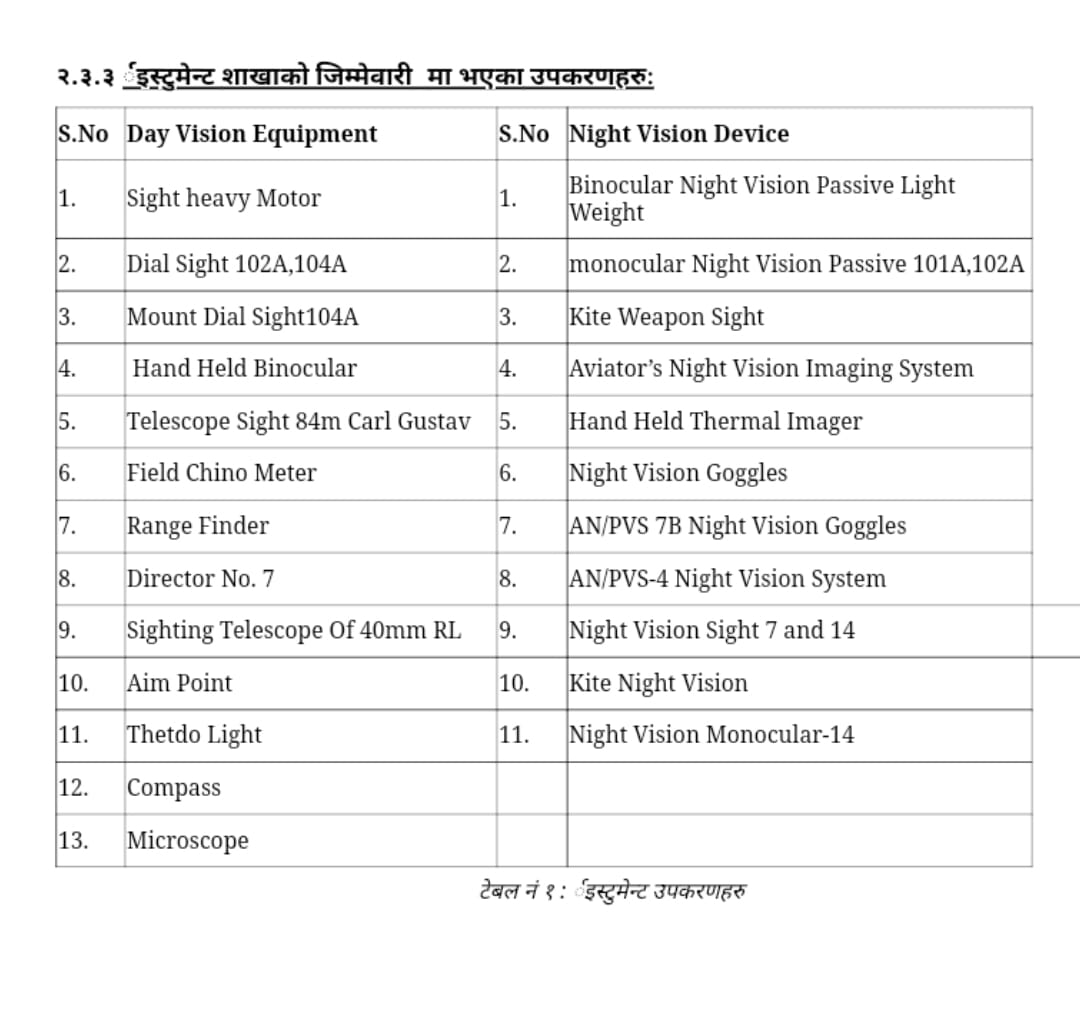 २.३.३ र्इस्टुमेन्ट शाखाको जिम्मेवारी मा भएका उपकरणहरु:
S.No Day Vision Equipment S.No Night Vision Device
1. Sight heavy Motor 1. Binocular Night Vision Passive Light
Weight
2. Dial Sight 102A,104A 2. monocular Night Vision Passive 101A,102A
3. Mount Dial Sight104A 3. Kite Weapon Sight
4. Hand Held Binocular 4. Aviator’s Night Vision Imaging System
5. Telescope Sight 84m Carl Gustav 5. Hand Held Thermal Imager
6. Field Chino Meter 6. Night Vision Goggles
7. Range Finder 7. AN/PVS 7B Night Vision Goggles
8. Director No. 7 8. AN/PVS-4 Night Vision System
9. Sighting Telescope Of 40mm RL 9. Night Vision Sight 7 and 14
10. Aim Point 10. Kite Night Vision
11. Thetdo Light 11. Night Vision Monocular-14
12. Compass
13. Microscope
टेबल नं १: र्इस्टुमेन्ट उपकरणहरु